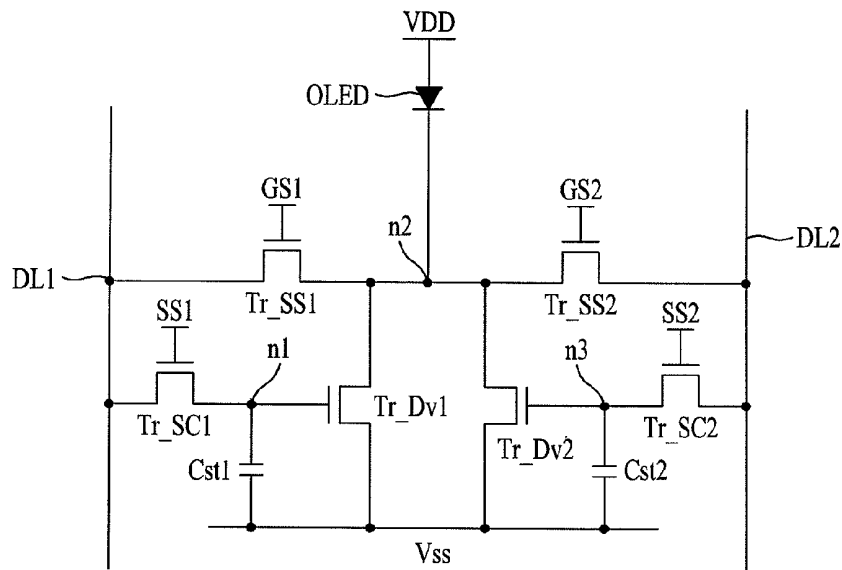 VDD
OLED
GS1
GS2
n2
DL2
DL1
Tr_SS1
Tr_SS2
SS1
SS2
n1
n3
Tr_Dv1
Tr_SC1
Tr_SC2
Tr_Dv2
Cst1
Cst2
Vss